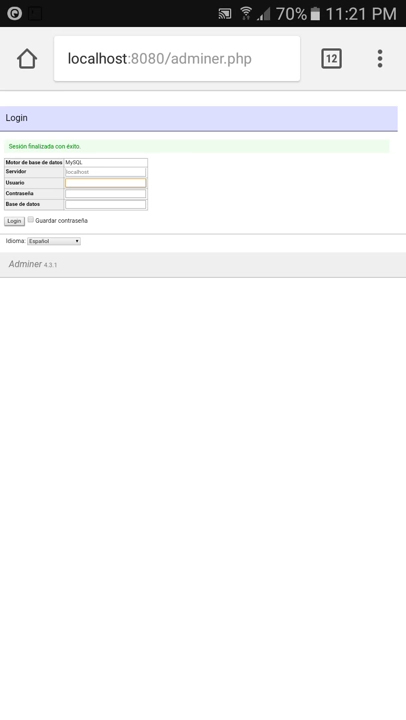 70% 11:21 PM
localhost:8080/adminer.php
12
Login
Sesión finalizada con éxito.
Motor de base de datos MySQL
Servidor localhost
Usuario
Contraseña
Base de datos
Login Guardar contraseña
Idioma: Español
Adminer 4.3.1